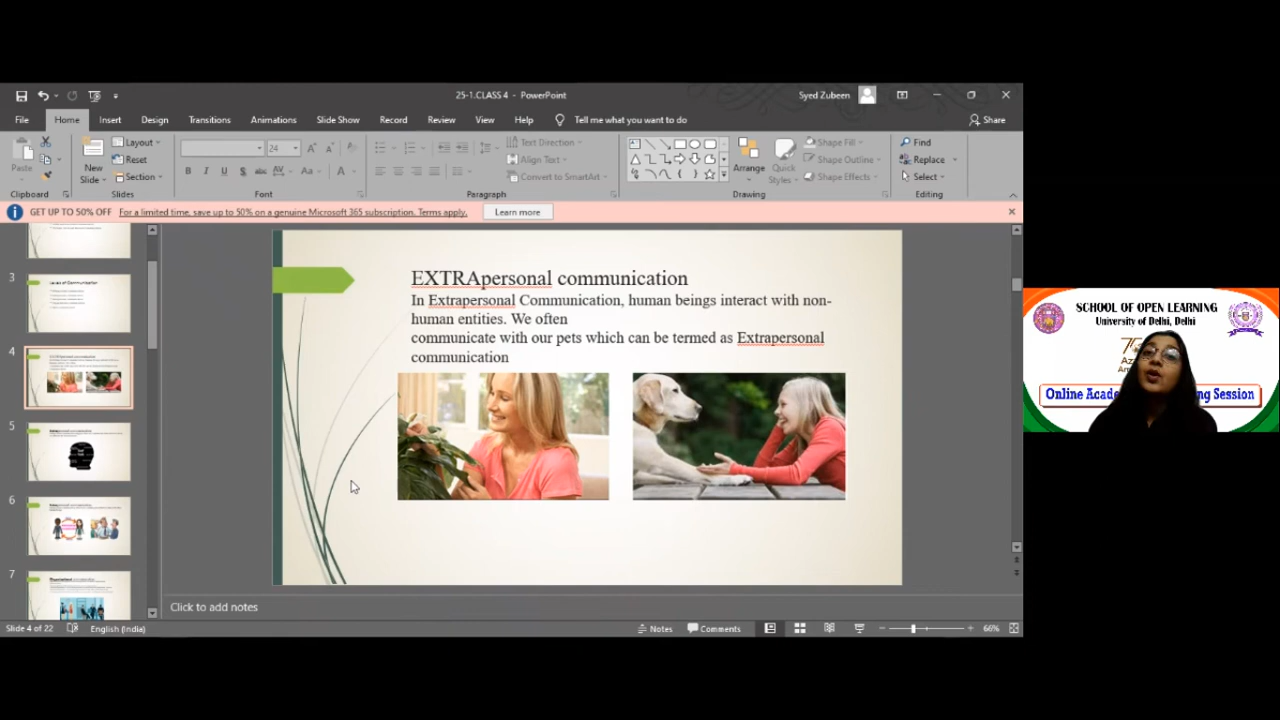 25-1.CLASS 4 - PowerPoint
Syed Zubeen
File Home Insert Design Transitions Animations Slide Show Record Review View Help Tell me what you want to do
Share
Paste
Clipboard
New Slide
Layout
Reset
Section
Slides
24
Font
Text Direction
Align Text
Convert to SmartArt
Paragraph
Arrange
Quick Styles
Shape Fill
Shape Outline
Shape Effects
Drawing
Find
Replace
Select
Editing
GET UP TO 50% OFF For a limited time, save up to 50% on a genuine Microsoft 365 subscription. Terms apply. Learn more
3
4
5
6
7
EXTRApersonal communication
In Extrapersonal Communication, human beings interact with non-
human entities. We often
communicate with our pets which can be termed as Extrapersonal
communication
Click to add notes
Slide 4 of 22 English (India) Notes Comments 66%
SCHOOL OF OPEN LEARNING
University of Delhi, Delhi
Online Acade ng Session